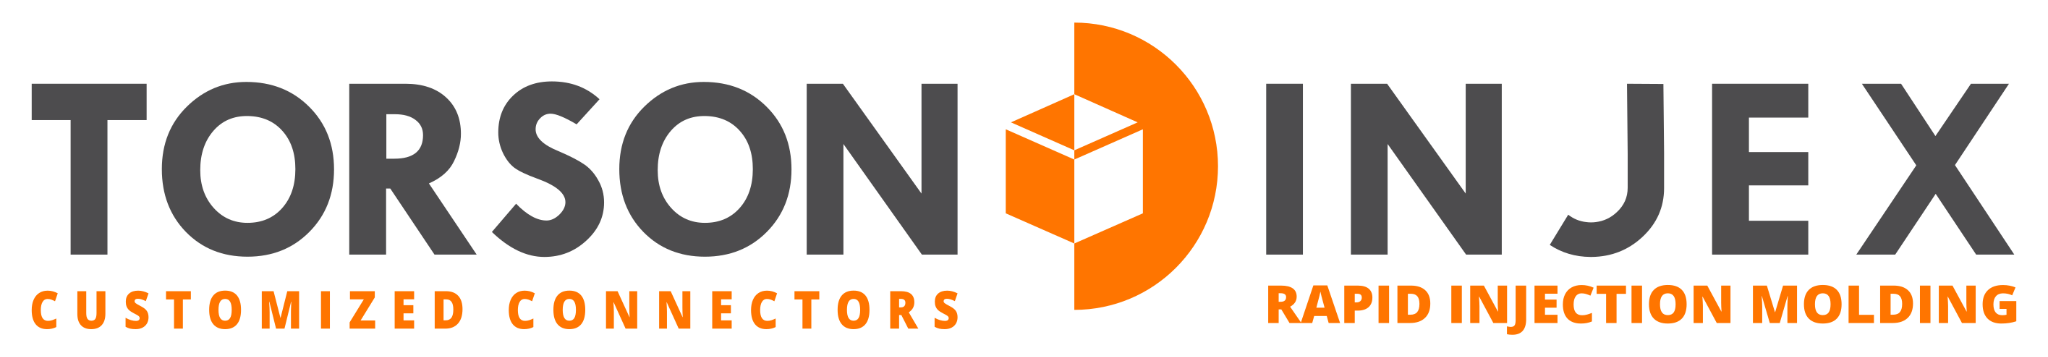 TORSON INJEX
CUSTOMIZED CONNECTORS RAPID INJECTION MOLDING